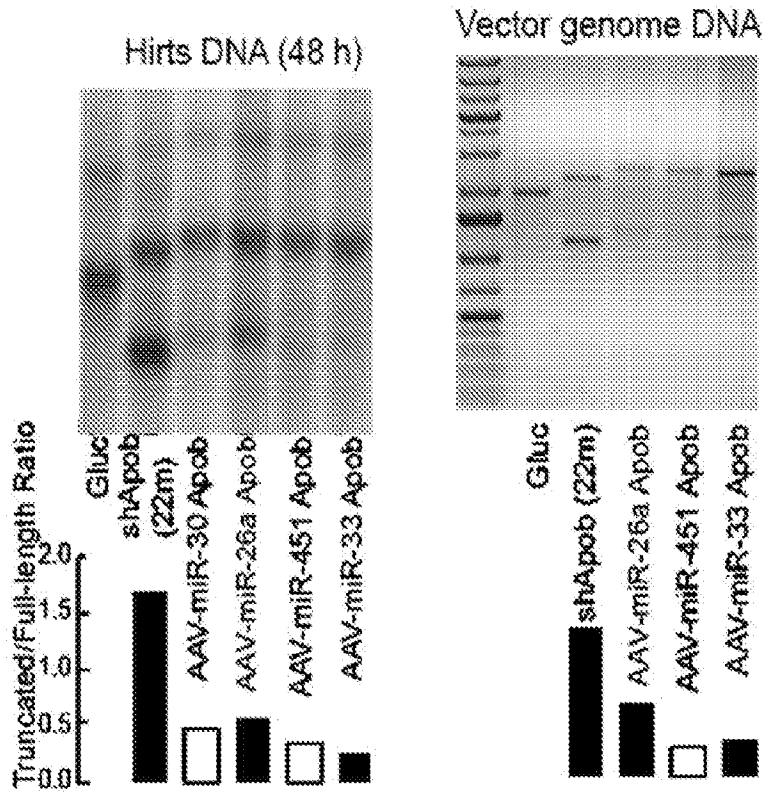 Hirts DNA (48 h)
Vector genome DNA
Gluc
shApob
(22m)
AAV-miR-30 Apob
AAV-miR-26a Apob
AAV-miR-451 Apob
AAV-miR-33 Apob
Gluc
shApob (22m)
AAV-miR-26a Apob
AAV-miR-451 Apob
AAV-miR-33 Apob
Truncated/Full-length Ratio
2.0
1.5
1.0
0.5
0.0